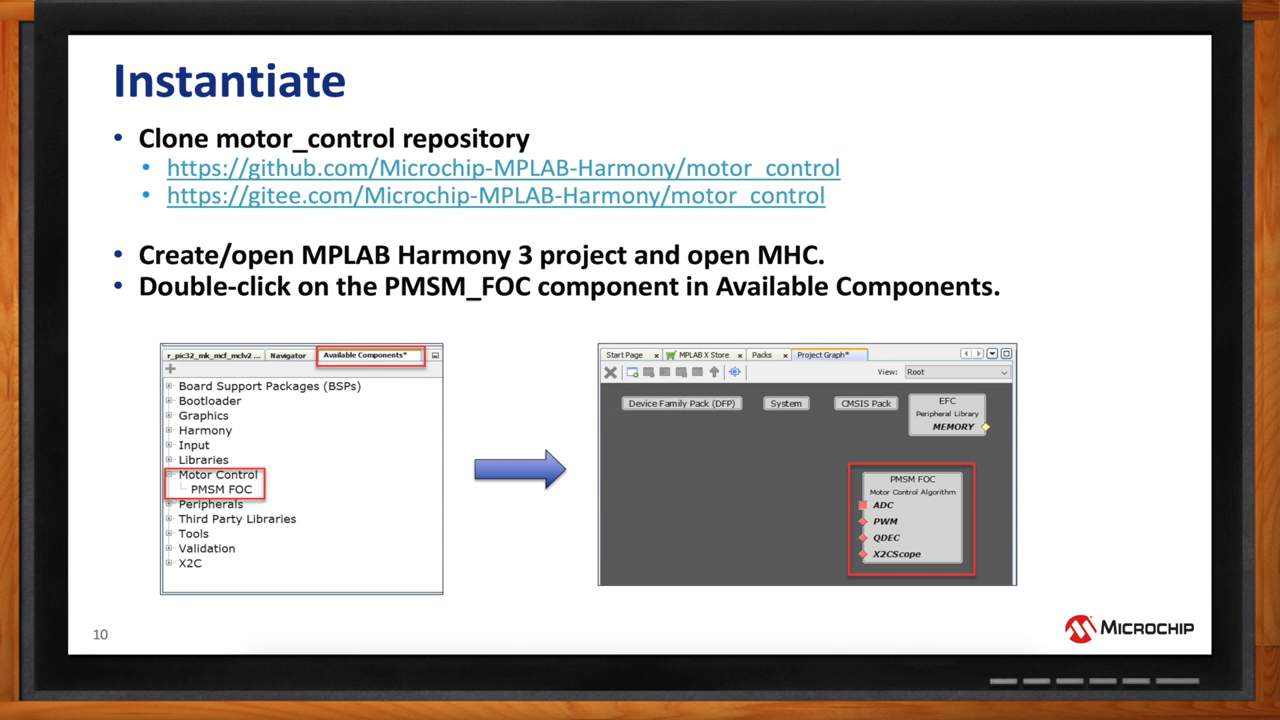 Instantiate
• Clone motor_control repository
• https://github.com/Microchip-MPLAB-Harmony/motor_control
• https://gitee.com/Microchip-MPLAB-Harmony/motor_control
• Create/open MPLAB Harmony 3 project and open MHC.
• Double-click on the PMSM_FOC component in Available Components.
r_pic32_mk_mcf_mclv2 ... Navigator Available Components*
Board Support Packages (BSPs)
Bootloader
Graphics
Harmony
Input
Libraries
Motor Control
PMSM FOC
Peripherals
Third Party Libraries
Tools
Validation
X2C
Start Page MPLAB X Store Packs Project Graph*
View: Root
Device Family Pack (DFP) System CMSIS Pack
EFC
Peripheral Library
MEMORY
PMSM FOC
Motor Control Algorithm
ADC
PWM
QDEC
X2CScope
10
MICROCHIP